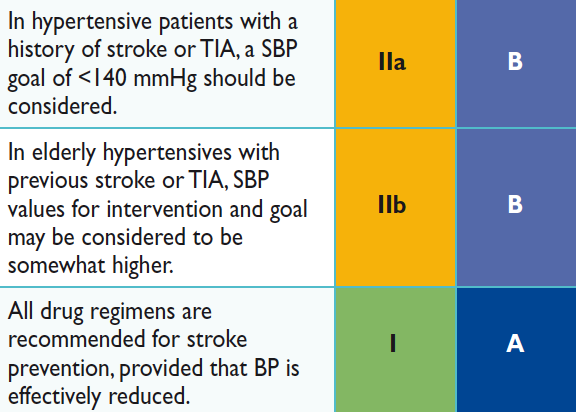 In hypertensive patients with a
history of stroke or TIA, a SBP
goal of <140 mmHg should be
considered.
IIa
B
In elderly hypertensives with
previous stroke or TIA, SBP
values for intervention and goal
may be considered to be
somewhat higher.
IIb
B
All drug regimens are
recommended for stroke
prevention, provided that BP is
effectively reduced.
I
A